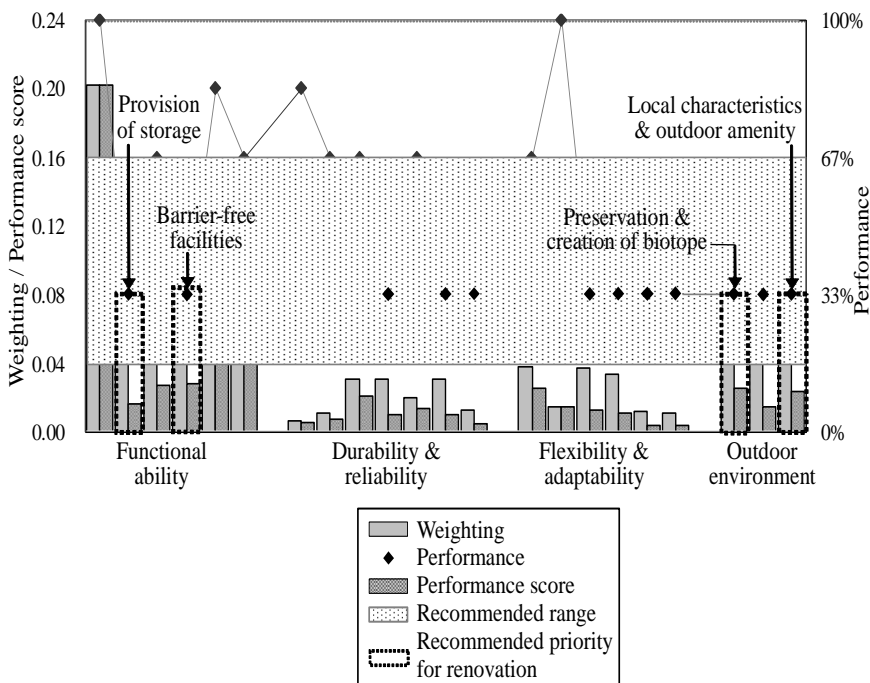 0.24
0.20
0.16
0.12
0.08
0.04
0.00
Weighting / Performance score
100%
67%
33%
0%
Performance
Provision
of storage
Barrier-free
facilities
Local characteristics
& outdoor amenity
Preservation &
creation of biotope
Functional
ability
Durability &
reliability
Flexibility &
adaptability
Outdoor
environment
Weighting
Performance
Performance score
Recommended range
Recommended priority
for renovation